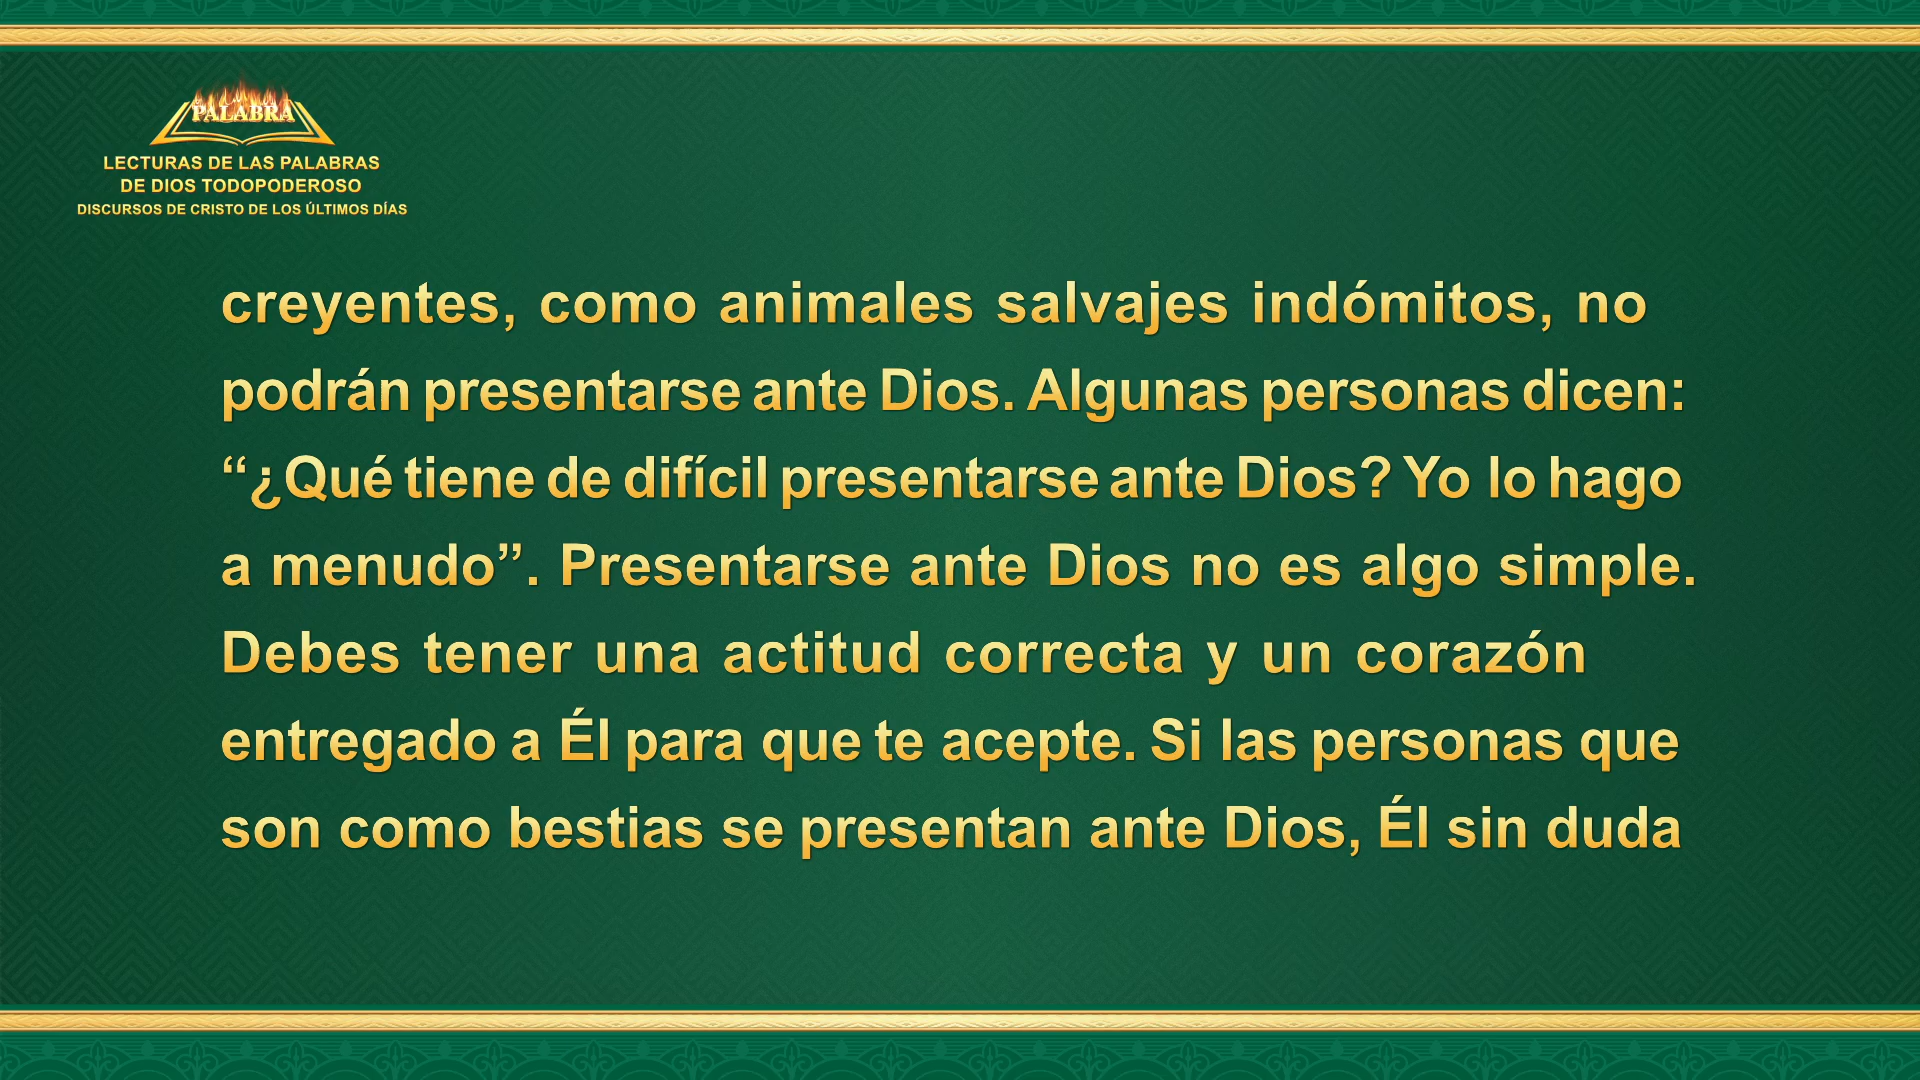 PALABRA
LECTURAS DE LAS PALABRAS
DE DIOS TODOPODEROSO
DISCURSOS DE CRISTO DE LOS ÚLTIMOS DÍAS
creyentes, como animales salvajes indómitos, no
podrán presentarse ante Dios. Algunas personas dicen:
“¿Qué tiene de difícil presentarse ante Dios? Yo lo hago
a menudo”. Presentarse ante Dios no es algo simple.
Debes tener una actitud correcta y un corazón
entregado a Él para que te acepte. Si las personas que
son como bestias se presentan ante Dios, Él sin duda